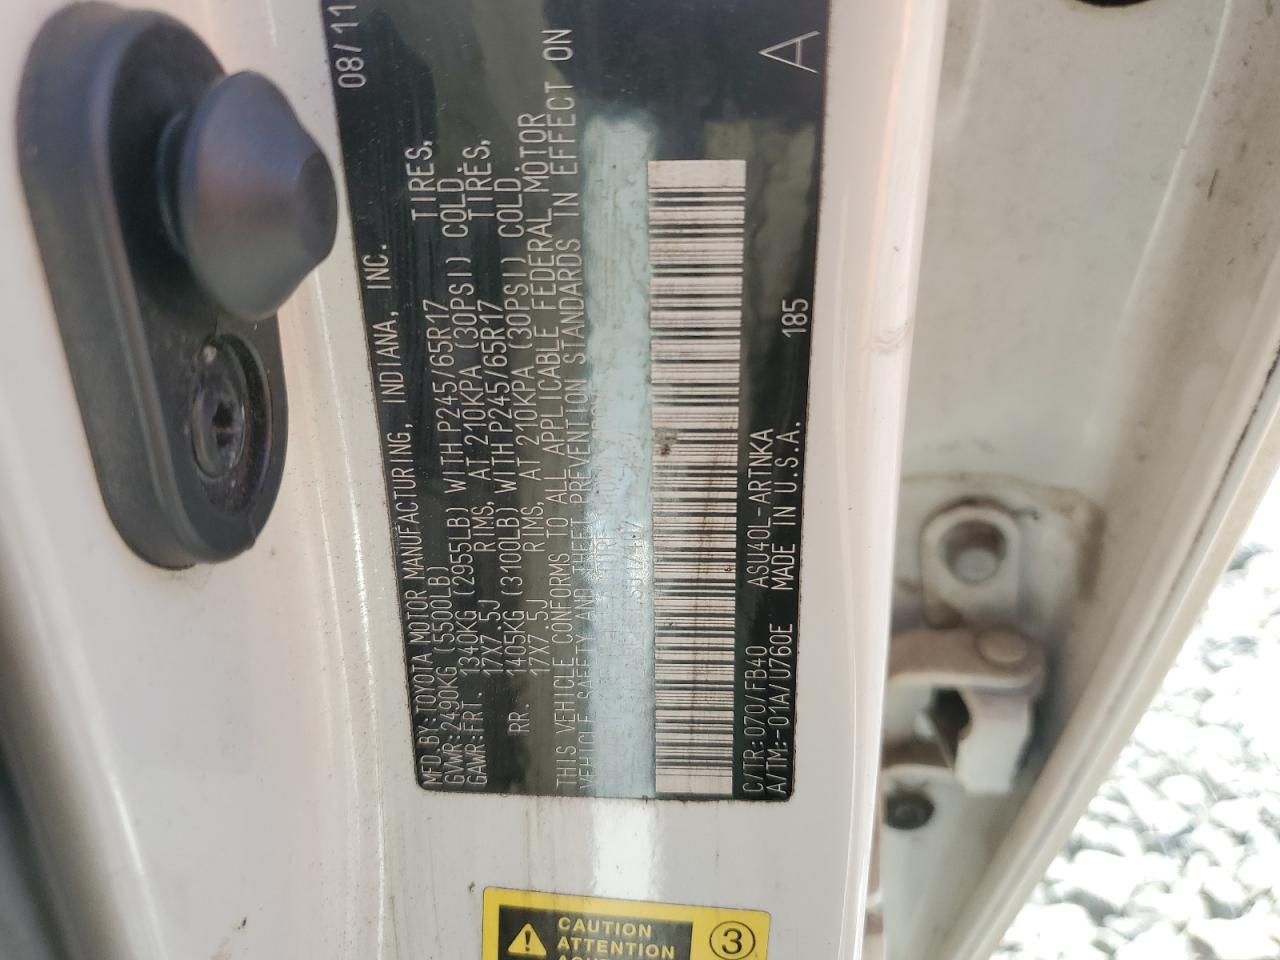 MFD BY:TOYOTA MOTOR MANUFACTURING, INDIANA, INC. 08/11
GVWR:2490KG (5500LB)
GAWR:FRT. 1340KG (2955LB) WITH P245/65R17 TIRES,
17X7.5J RIMS, AT 210KPA (30PSI) COLD.
RR. 1405KG (3100LB) WITH P245/65R17 TIRES,
17X7.5J RIMS, AT 210KPA (30PSI) COLD.
THIS VEHICLE CONFORMS TO ALL APPLICABLE FEDERAL MOTOR
VEHICLE SAFETY AND THEFT PREVENTION STANDARDS IN EFFECT ON
C/TR:070/FB40 ASU40L-ARTNKA 185 A
A/TM:-01A/U760E MADE IN U.S.A.
CAUTION
ATTENTION
3